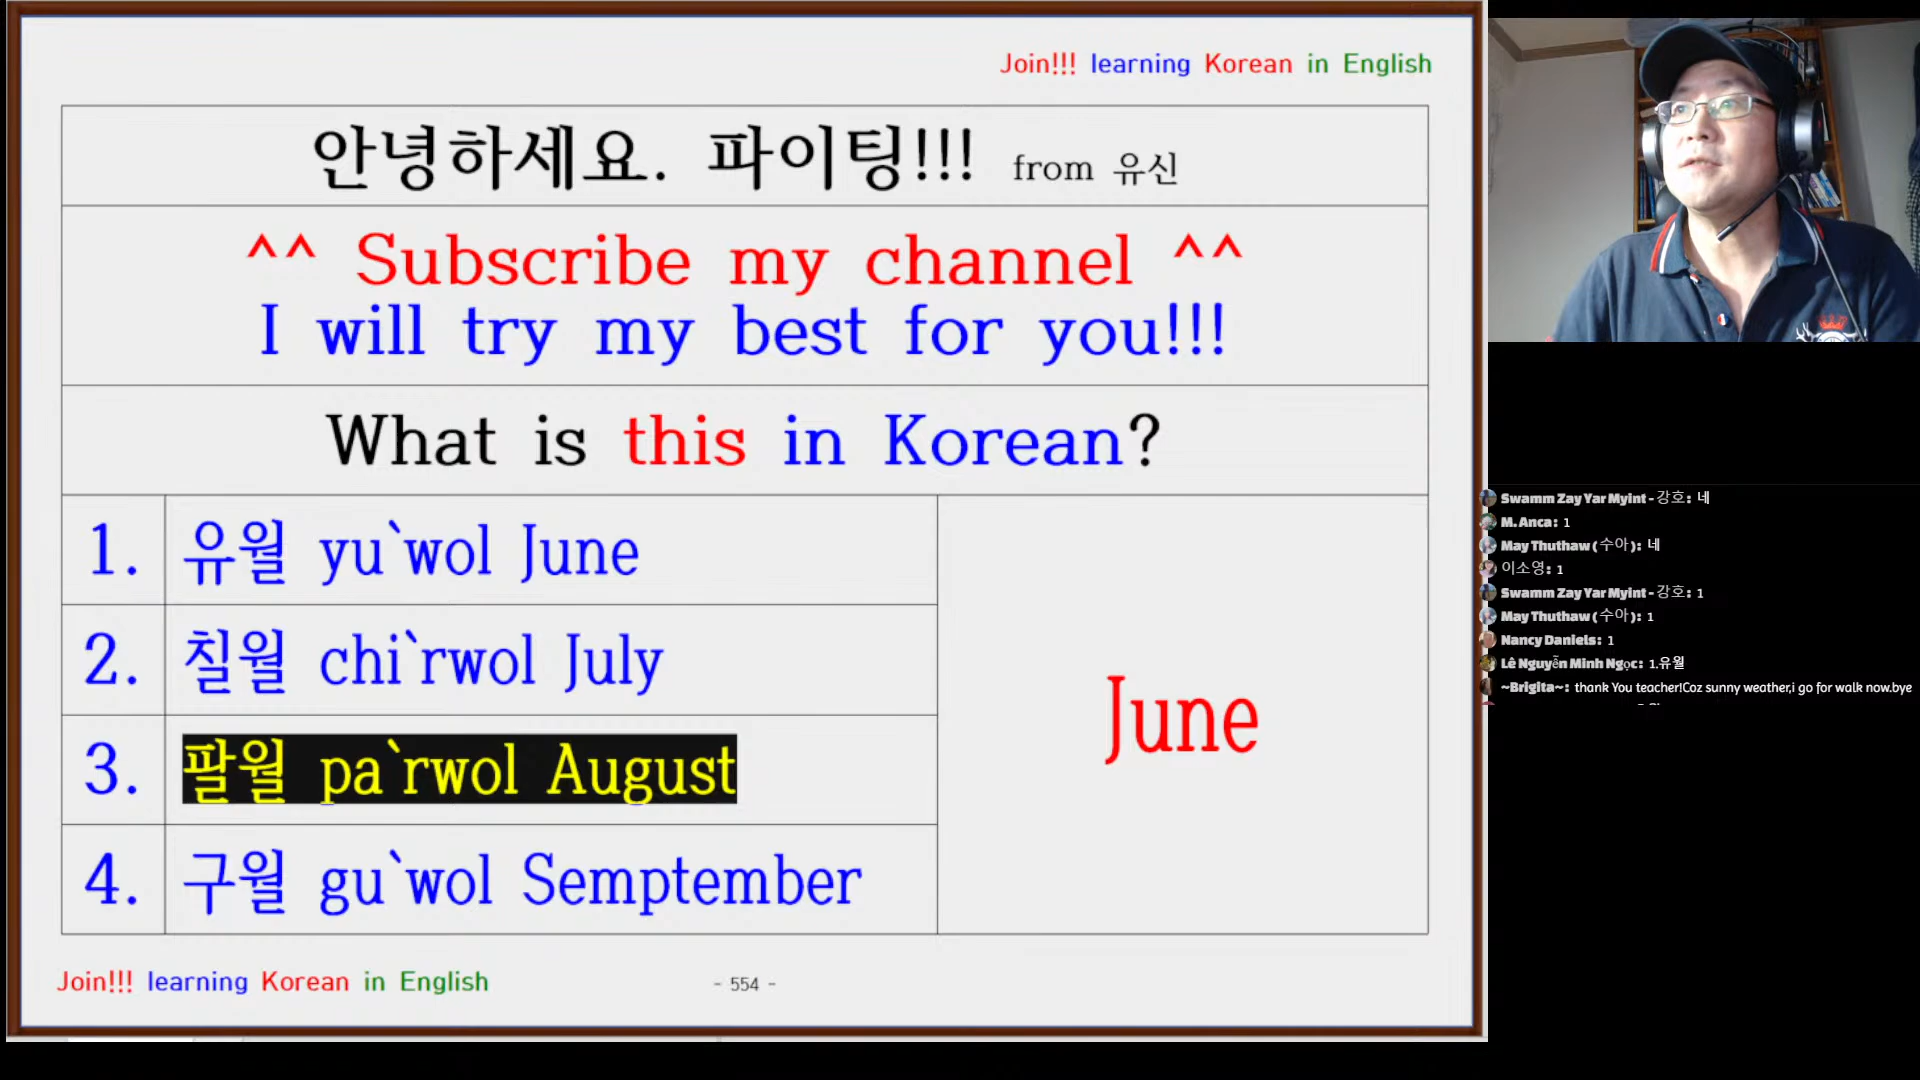 Join!!! learning Korean in English
안녕하세요. 파이팅!!! from 유신
^^ Subscribe my channel ^^
I will try my best for you!!!
What is this in Korean?
1. 유월 yu`wol June
2. 칠월 chi`rwol July
3. 팔월 pa`rwol August
4. 구월 gu`wol Semptember
June
Join!!! learning Korean in English
- 554 -
Swamm Zay Yar Myint - 강호: 네
M. Anca: 1
May Thuthaw (수아): 네
이소영: 1
Swamm Zay Yar Myint - 강호: 1
May Thuthaw (수아): 1
Nancy Daniels: 1
Lê Nguyễn Minh Ngọc: 1.유월
~Brigita~: thank You teacher!Coz sunny weather,i go for walk now.bye